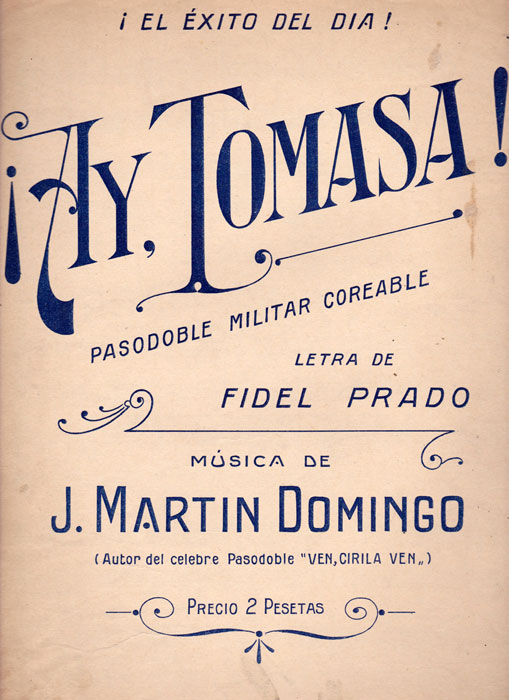 ¡ EL ÉXITO DEL DIA !
¡AY, TOMASA!
PASODOBLE MILITAR COREABLE
LETRA DE
FIDEL PRADO
MÚSICA DE
J. MARTIN DOMINGO
(Autor del celebre Pasodoble "VEN, CIRILA VEN„)
PRECIO 2 PESETAS